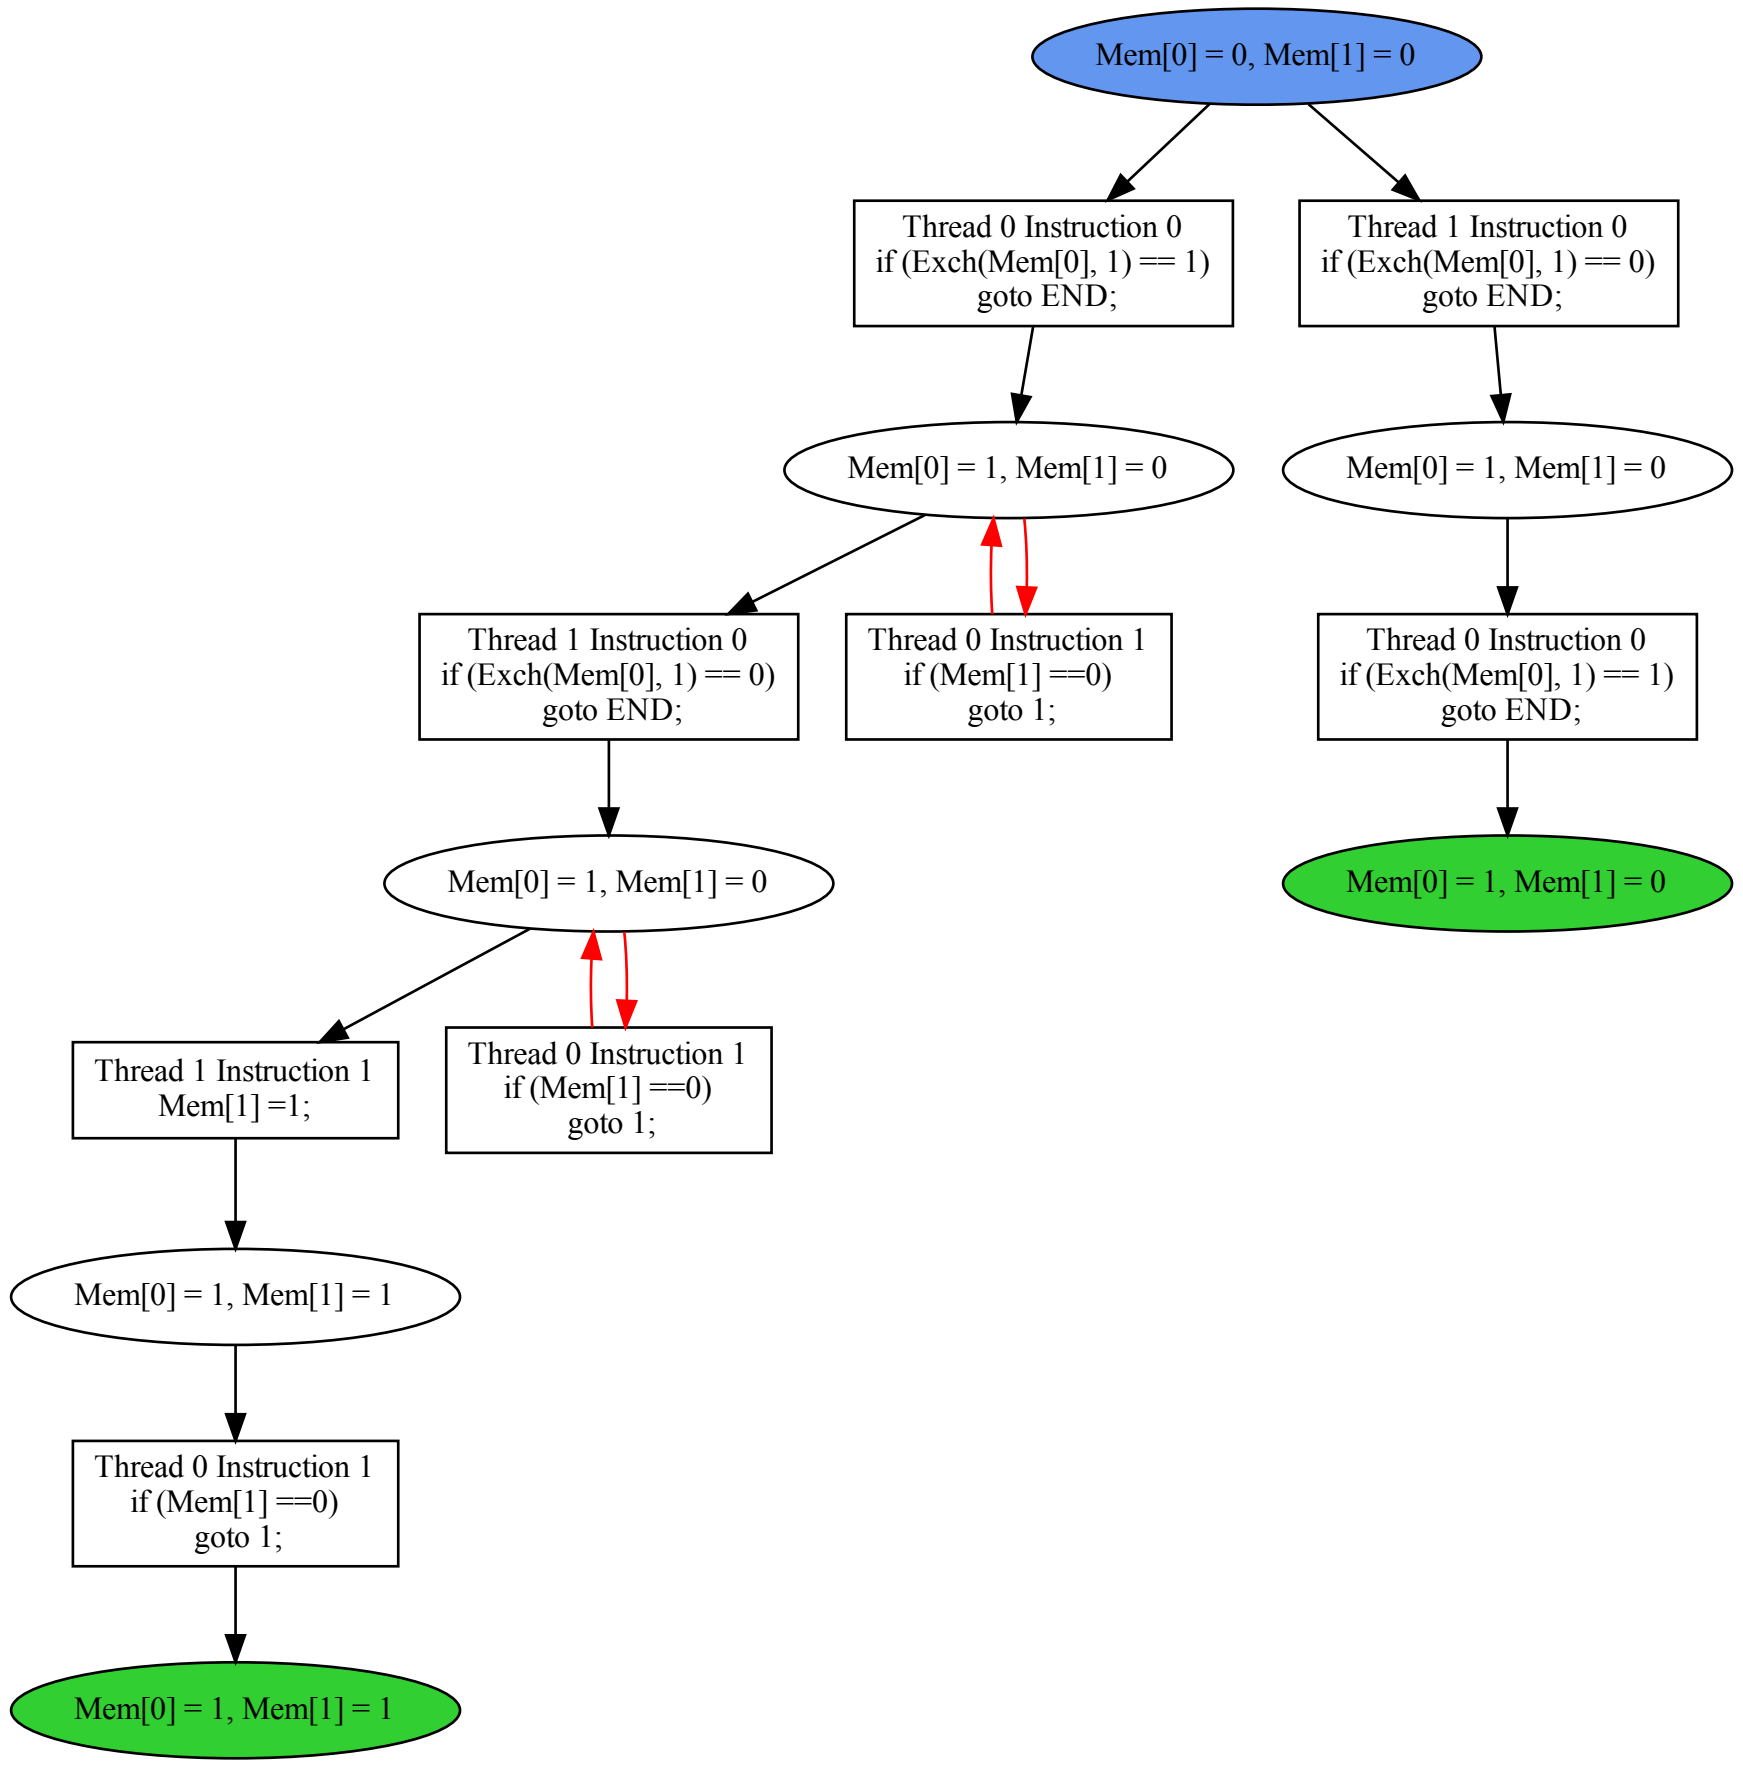 Mem[0] = 0, Mem[1] = 0
Thread 0 Instruction 0
if (Exch(Mem[0], 1) == 1)
goto END;
Thread 1 Instruction 0
if (Exch(Mem[0], 1) == 0)
goto END;
Mem[0] = 1, Mem[1] = 0
Mem[0] = 1, Mem[1] = 0
Thread 1 Instruction 0
if (Exch(Mem[0], 1) == 0)
goto END;
Thread 0 Instruction 1
if (Mem[1] ==0)
goto 1;
Thread 0 Instruction 0
if (Exch(Mem[0], 1) == 1)
goto END;
Mem[0] = 1, Mem[1] = 0
Mem[0] = 1, Mem[1] = 0
Thread 1 Instruction 1
Mem[1] =1;
Thread 0 Instruction 1
if (Mem[1] ==0)
goto 1;
Mem[0] = 1, Mem[1] = 1
Thread 0 Instruction 1
if (Mem[1] ==0)
goto 1;
Mem[0] = 1, Mem[1] = 1